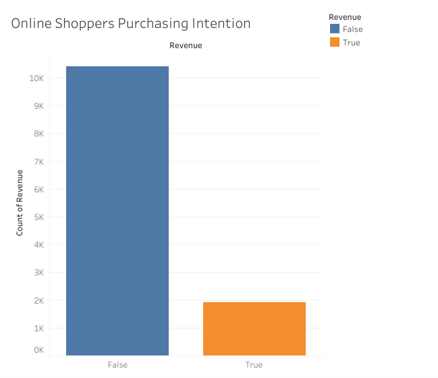 Online Shoppers Purchasing Intention
Revenue
False
True
Revenue
Count of Revenue
10K
9K
8K
7K
6K
5K
4K
3K
2K
1K
0K
False
True